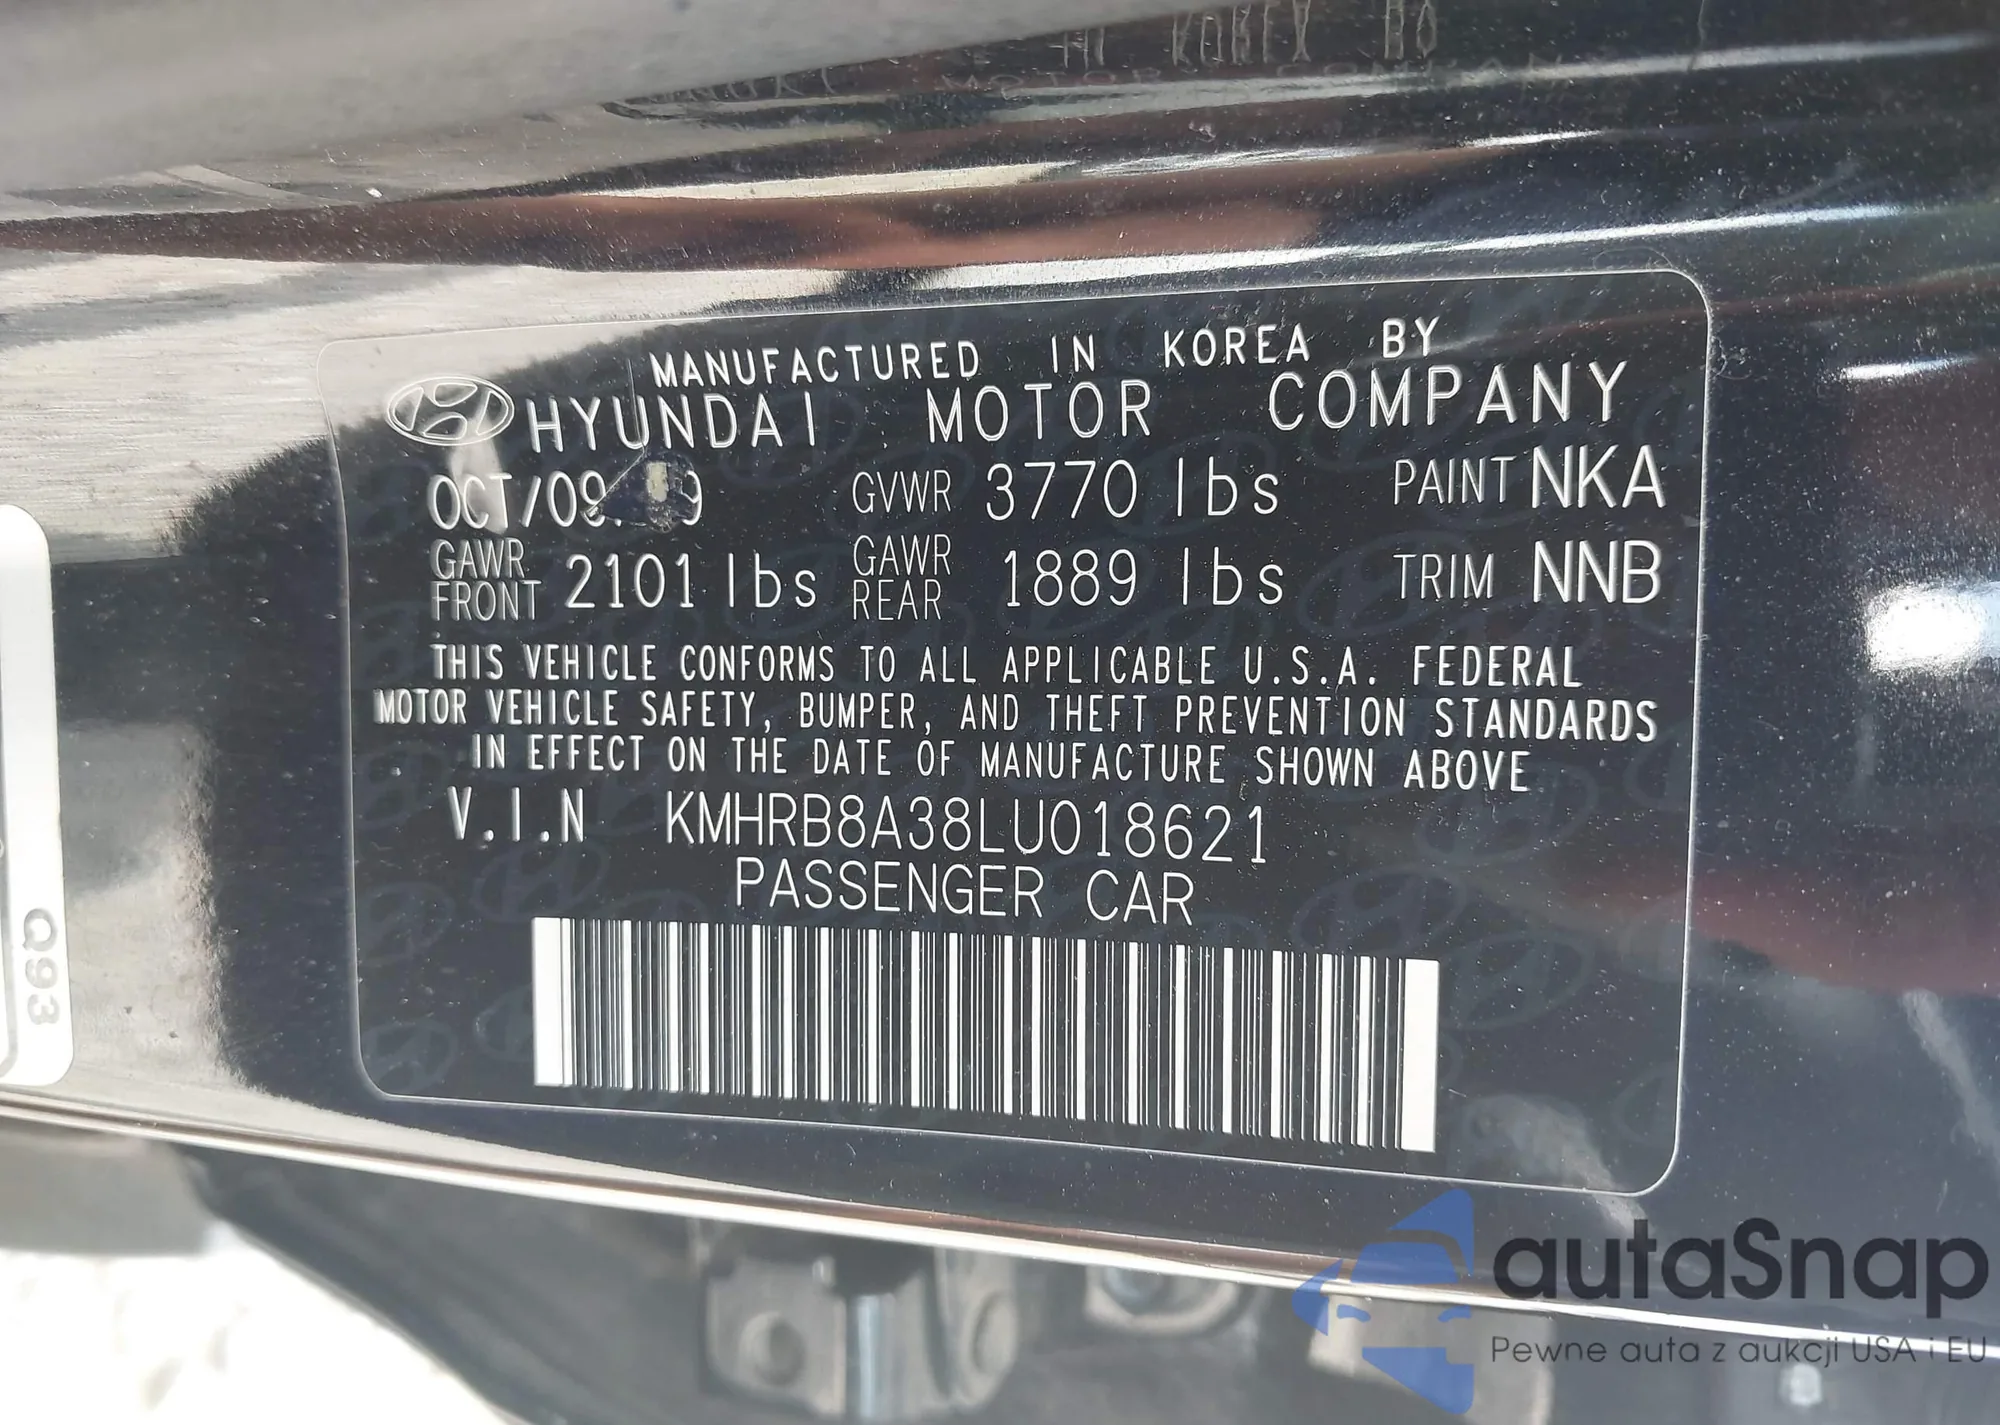 MANUFACTURED IN KOREA BY
HYUNDAI MOTOR COMPANY
GVWR 3770 lbs PAINT NKA
GAWR FRONT 2101 lbs GAWR REAR 1889 lbs TRIM NNB
THIS VEHICLE CONFORMS TO ALL APPLICABLE U.S.A. FEDERAL
MOTOR VEHICLE SAFETY, BUMPER, AND THEFT PREVENTION STANDARDS
IN EFFECT ON THE DATE OF MANUFACTURE SHOWN ABOVE
V.I.N KMHRB8A38LU018621
PASSENGER CAR
Q993
autaSnap
Pewne auta z aukcji USA i EU